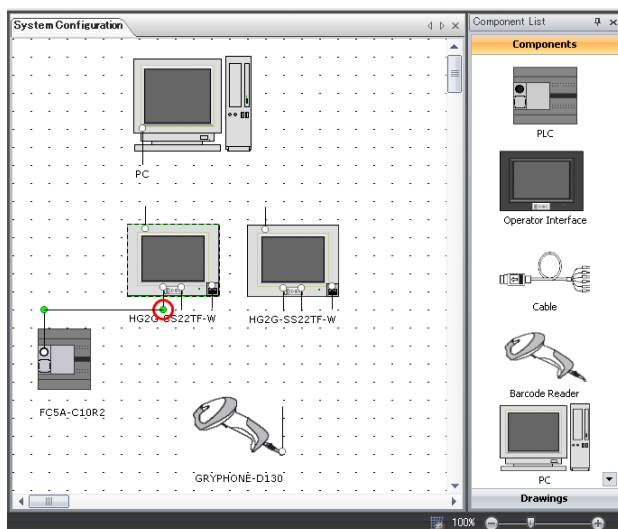 System Configuration
Component List
Components
PLC
Operator Interface
Cable
Barcode Reader
PC
Drawings
PC
HG2G-SS22TF-W
HG2G-SS22TF-W
FC5A-C10R2
GRYPHONE-D130
100%